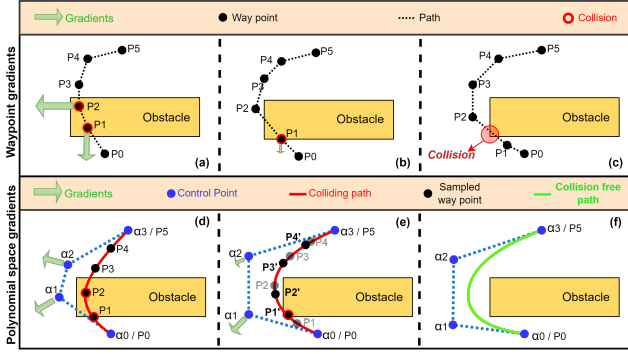 Gradients Way point Path Collision
Waypoint gradients
P5
P4
P3
P2
P1
Obstacle
P0
(a)
P5
P4
P3
P2
Obstacle
P1
P0
(b)
P5
P4
P3
P2
Obstacle
Collision
P1
P0
(c)
Gradients Control Point Colliding path Sampled way point Collision free path
Polynomial space gradients
(d)
α3 / P5
P4
α2
P3
α1
P2
Obstacle
P1
α0 / P0
(e)
α3 / P5
P4'
P4
α2
P3
P3'
P2
P2'
Obstacle
α1
P1'
P1
α0 / P0
(f)
α3 / P5
α2
Obstacle
α1
α0 / P0